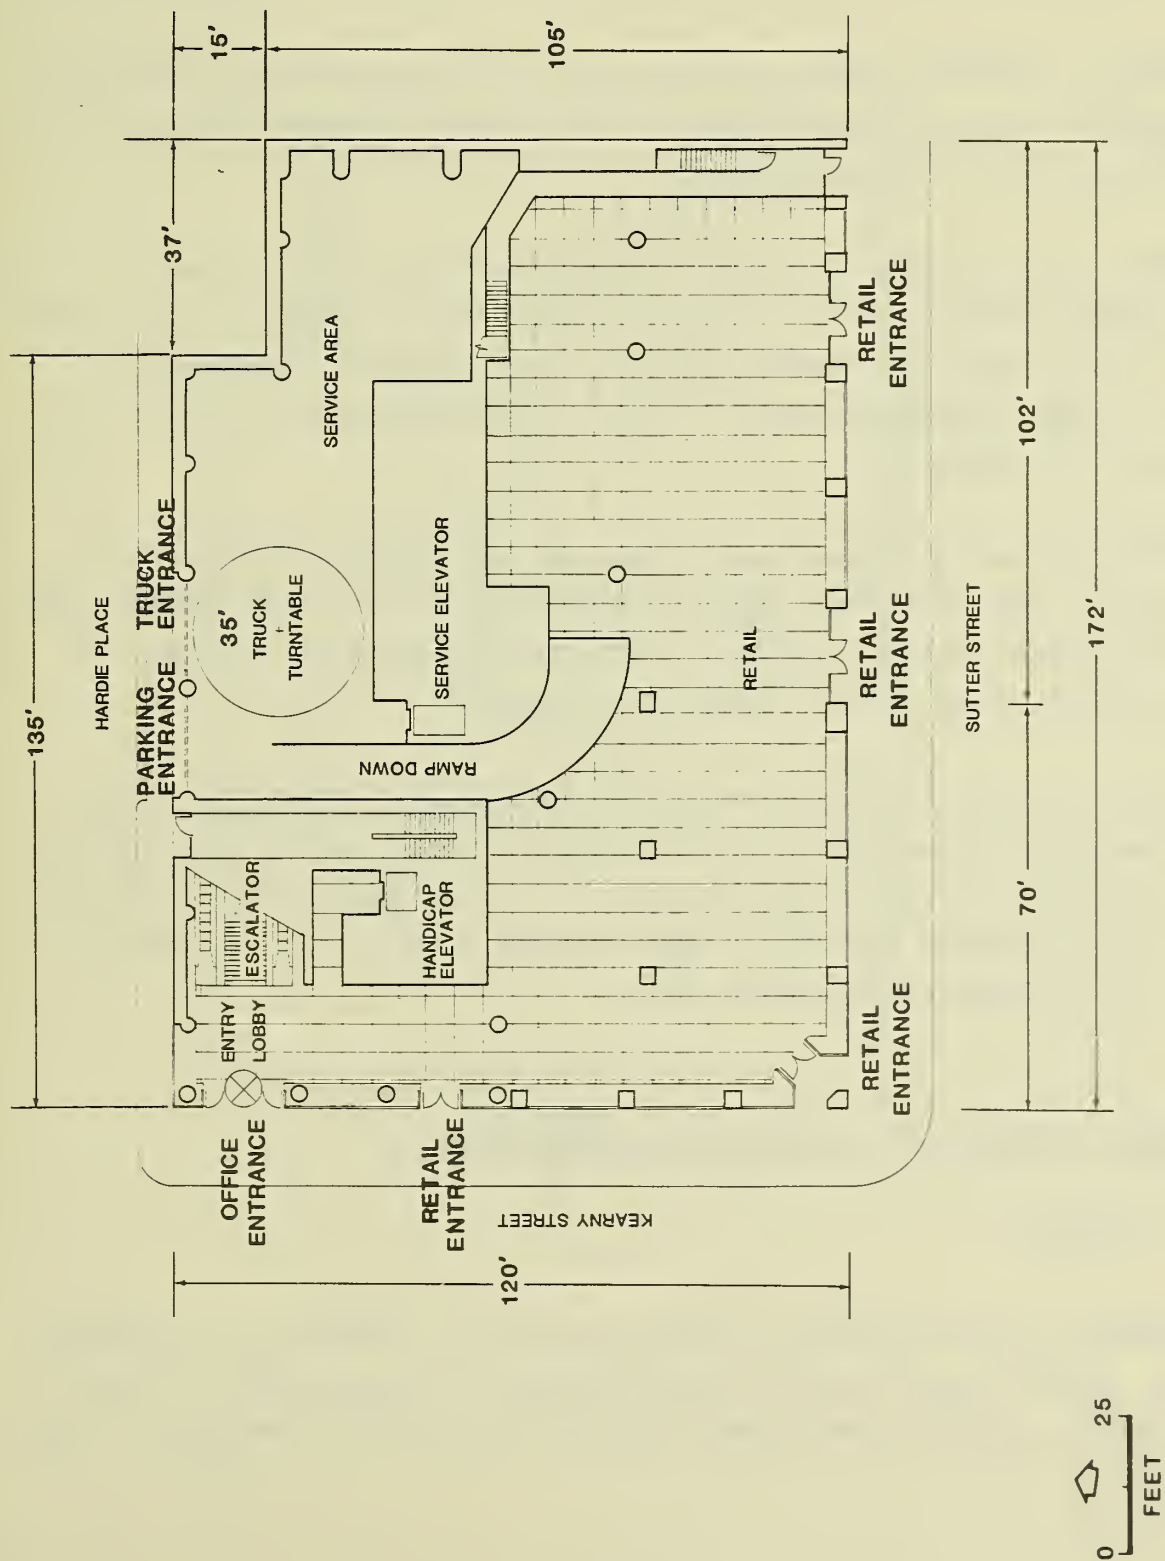 15'
105'
37'
135'
HARDIE PLACE
PARKING TRUCK
ENTRANCE ENTRANCE
35'
TRUCK
TURNTABLE
SERVICE AREA
SERVICE ELEVATOR
RAMP DOWN
ESCALATOR
HANDICAP
ELEVATOR
ENTRY
LOBBY
RETAIL
OFFICE
ENTRANCE
RETAIL
ENTRANCE
KEARNY STREET
RETAIL
ENTRANCE
RETAIL
ENTRANCE
RETAIL
ENTRANCE
SUTTER STREET
70'
102'
172'
120'
0 25
FEET